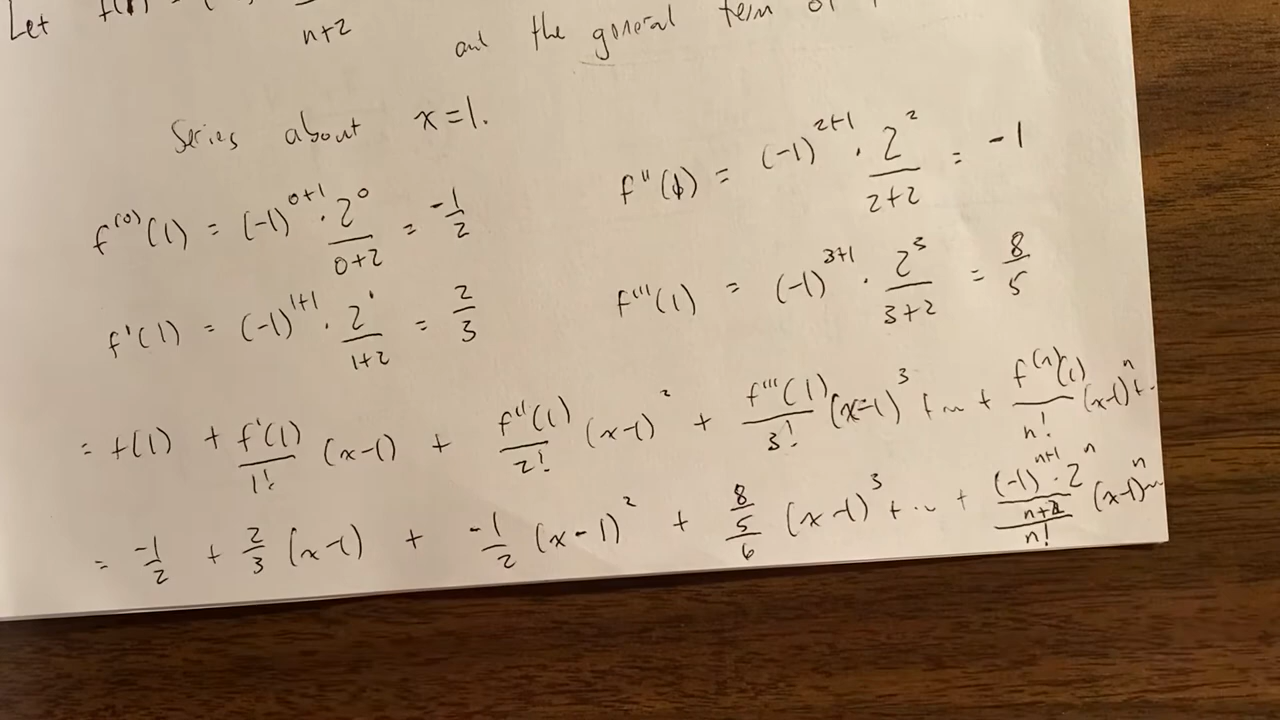 Let
n+2
and the general term of
Series about x=1.
f⁽⁰⁾(1) = (-1)^(0+1) · 2^0/(0+2) = -1/2
f''(1) = (-1)^(2+1) · 2^2/(2+2) = -1
f'(1) = (-1)^(1+1) · 2^1/(1+2) = 2/3
f'''(1) = (-1)^(3+1) · 2^3/(3+2) = 8/5
= f(1) + f'(1)/1! (x-1) + f''(1)/2! (x-1)^2 + f'''(1)/3! (x-1)^3 + ... + f^(n)(1)/n! (x-1)^n + ...
= -1/2 + 2/3 (x-1) + -1/2 (x-1)^2 + (8/5)/6 (x-1)^3 + ... + ((-1)^(n+1) · 2^n/(n+2))/n! (x-1)^n ...